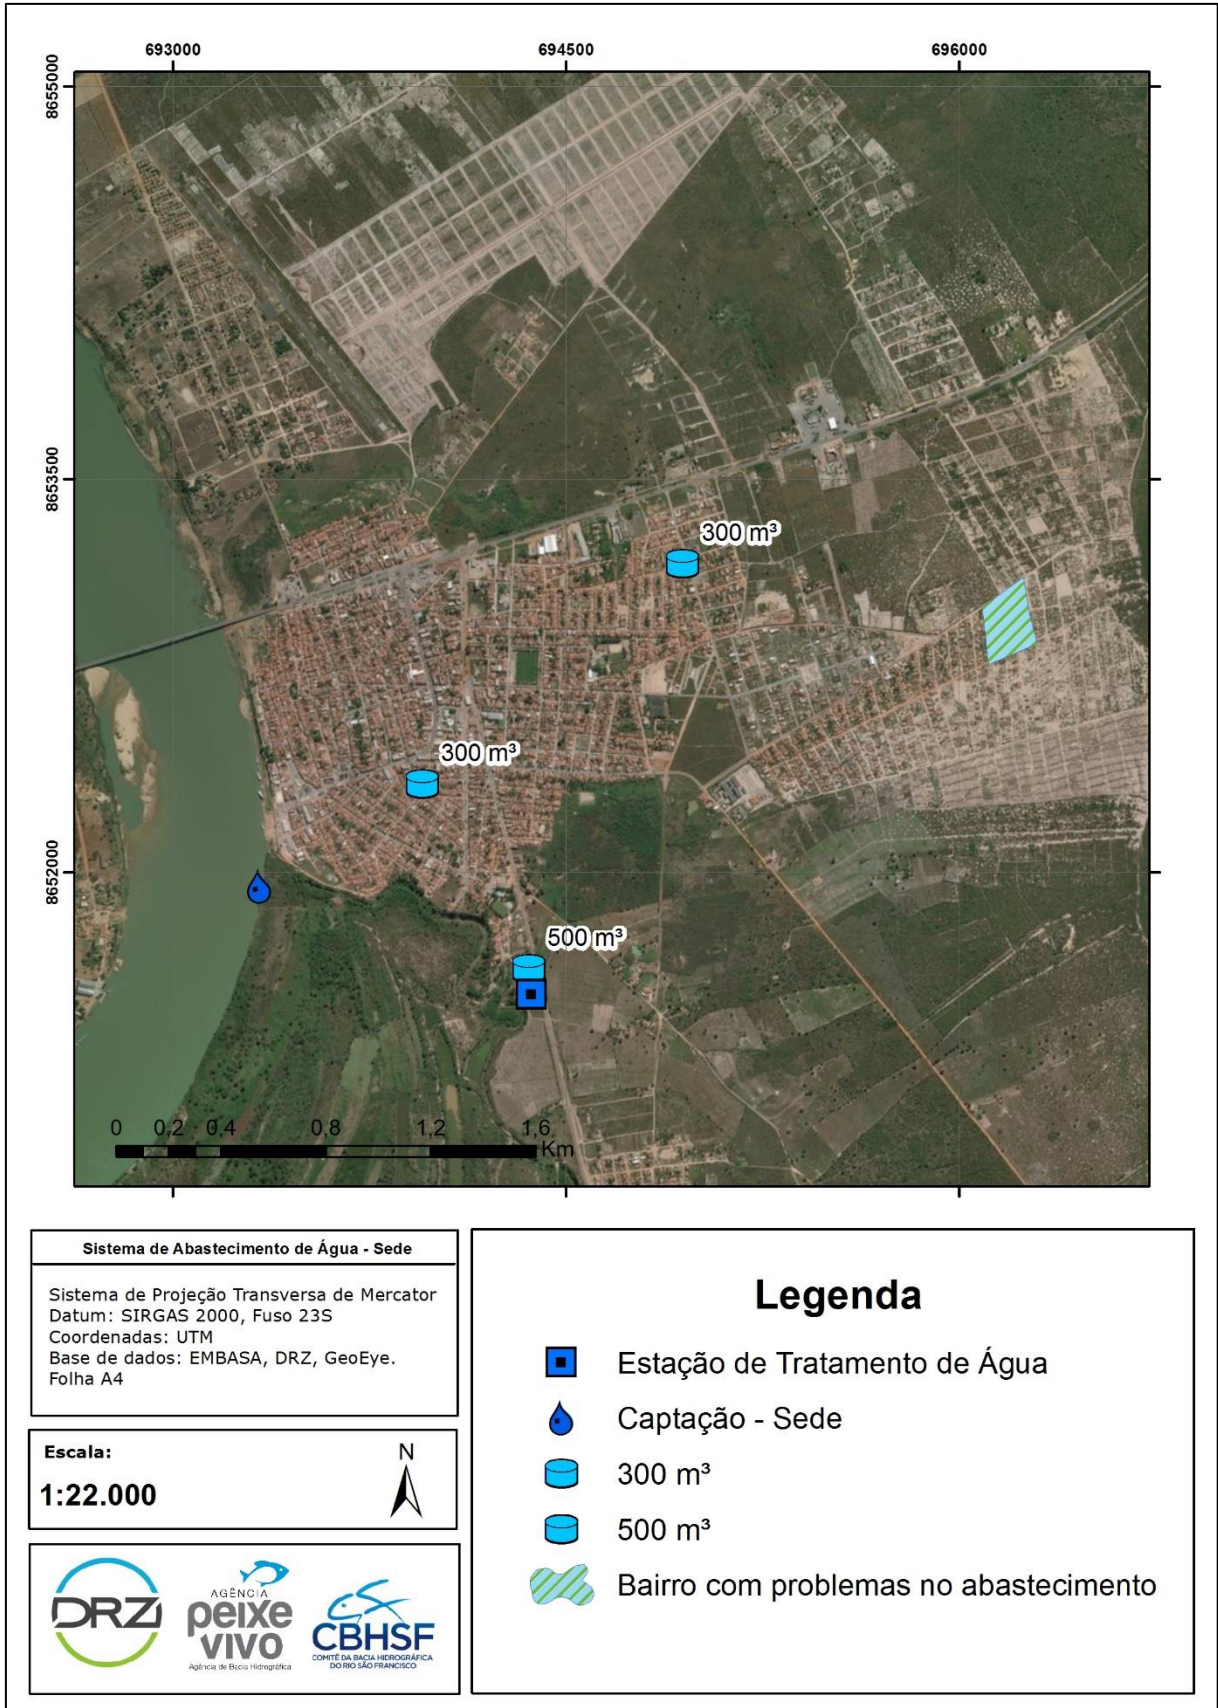 693000
694500
696000
8655000
8653500
8652000
300 m³
300 m³
500 m³
0 0,2 0,4 0,8 1,2 1,6
Km
Sistema de Abastecimento de Água - Sede
Sistema de Projeção Transversa de Mercator
Datum: SIRGAS 2000, Fuso 23S
Coordenadas: UTM
Base de dados: EMBASA, DRZ, GeoEye.
Folha A4
Escala:
1:22.000
N
DRZ
AGÊNCIA
peixe
vivo
Agência de Bacia Hidrográfica
CBHSF
COMITÊ DA BACIA HIDROGRÁFICA
DO RIO SÃO FRANCISCO
Legenda
Estação de Tratamento de Água
Captação - Sede
300 m³
500 m³
Bairro com problemas no abastecimento